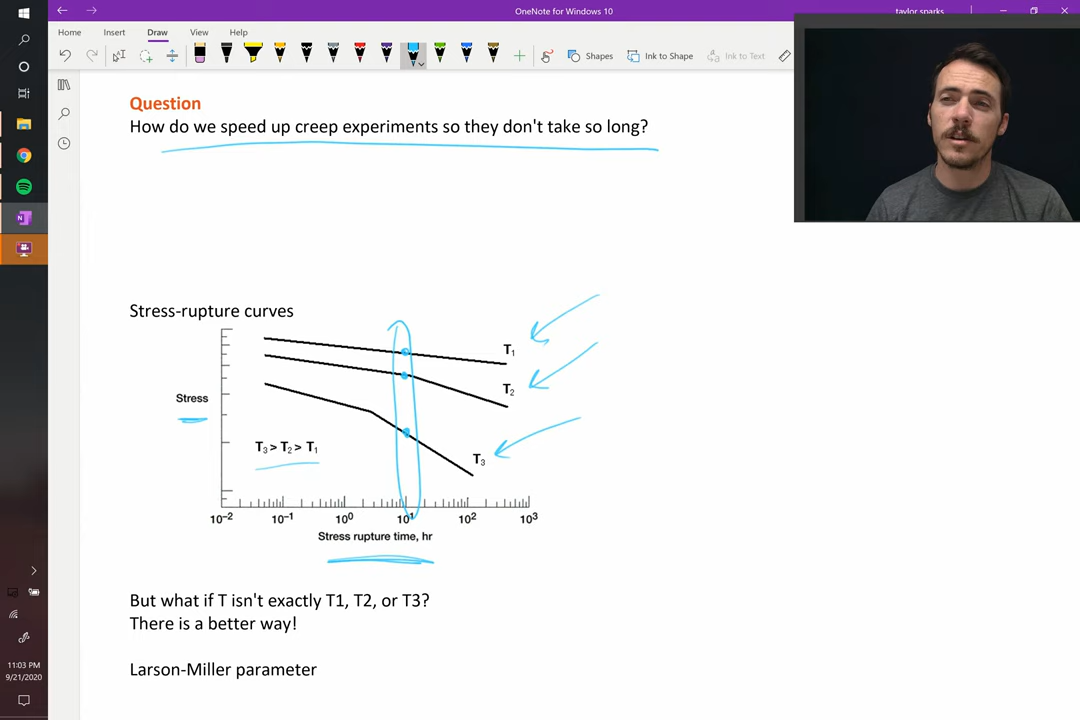 OneNote for Windows 10
taylor sparks
Home Insert Draw View Help
Shapes Ink to Shape Ink to Text
Question
How do we speed up creep experiments so they don't take so long?
Stress-rupture curves
T1
T2
Stress
T3 > T2 > T1
T3
10-2 10-1 100 101 102 103
Stress rupture time, hr
But what if T isn't exactly T1, T2, or T3?
There is a better way!
Larson-Miller parameter
11:03 PM
9/21/2020